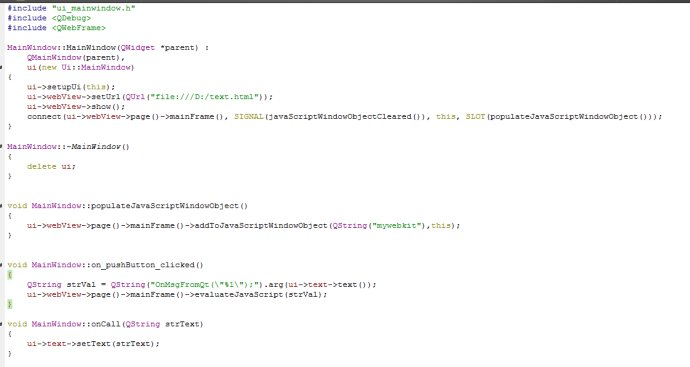 #include "ui_mainwindow.h"
#include <QDebug>
#include <QWebFrame>
MainWindow::MainWindow(QWidget *parent) :
QMainWindow(parent),
ui(new Ui::MainWindow)
{
ui->setupUi(this);
ui->webView->setUrl(QUrl("file:///D:/text.html"));
ui->webView->show();
connect(ui->webView->page()->mainFrame(), SIGNAL(javaScriptWindowObjectCleared()), this, SLOT(populateJavaScriptWindowObject()));
}
MainWindow::~MainWindow()
{
delete ui;
}
void MainWindow::populateJavaScriptWindowObject()
{
ui->webView->page()->mainFrame()->addToJavaScriptWindowObject(QString("mywebkit"),this);
}
void MainWindow::on_pushButton_clicked()
{
QString strVal = QString("OnMsgFromQt(\"%1\");").arg(ui->text->text());
ui->webView->page()->mainFrame()->evaluateJavaScript(strVal);
}
void MainWindow::onCall(QString strText)
{
ui->text->setText(strText);
}